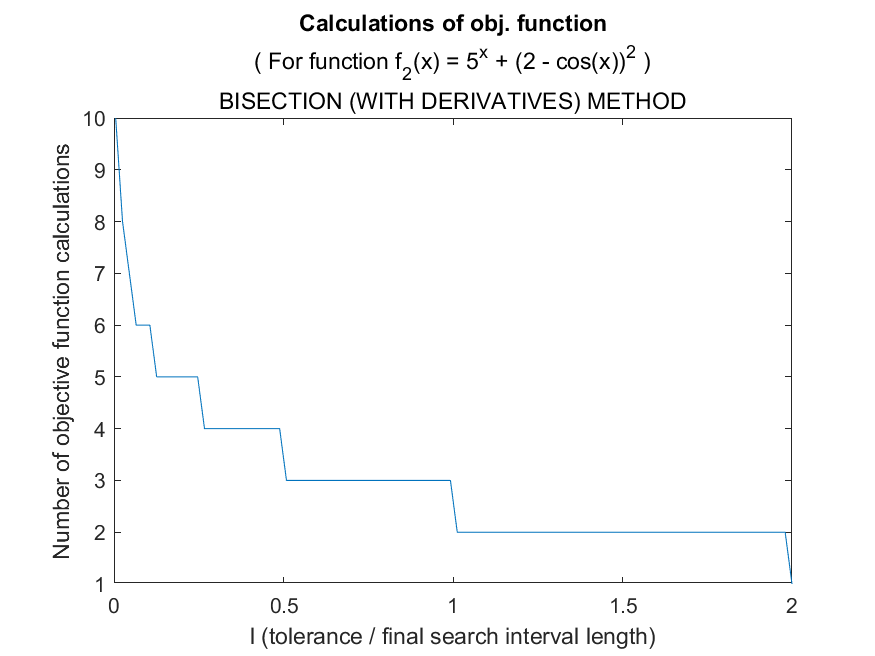 Calculations of obj. function
( For function f₂(x) = 5ˣ + (2 - cos(x))² )
BISECTION (WITH DERIVATIVES) METHOD
Number of objective function calculations
10
9
8
7
6
5
4
3
2
1
0 0.5 1 1.5 2
l (tolerance / final search interval length)